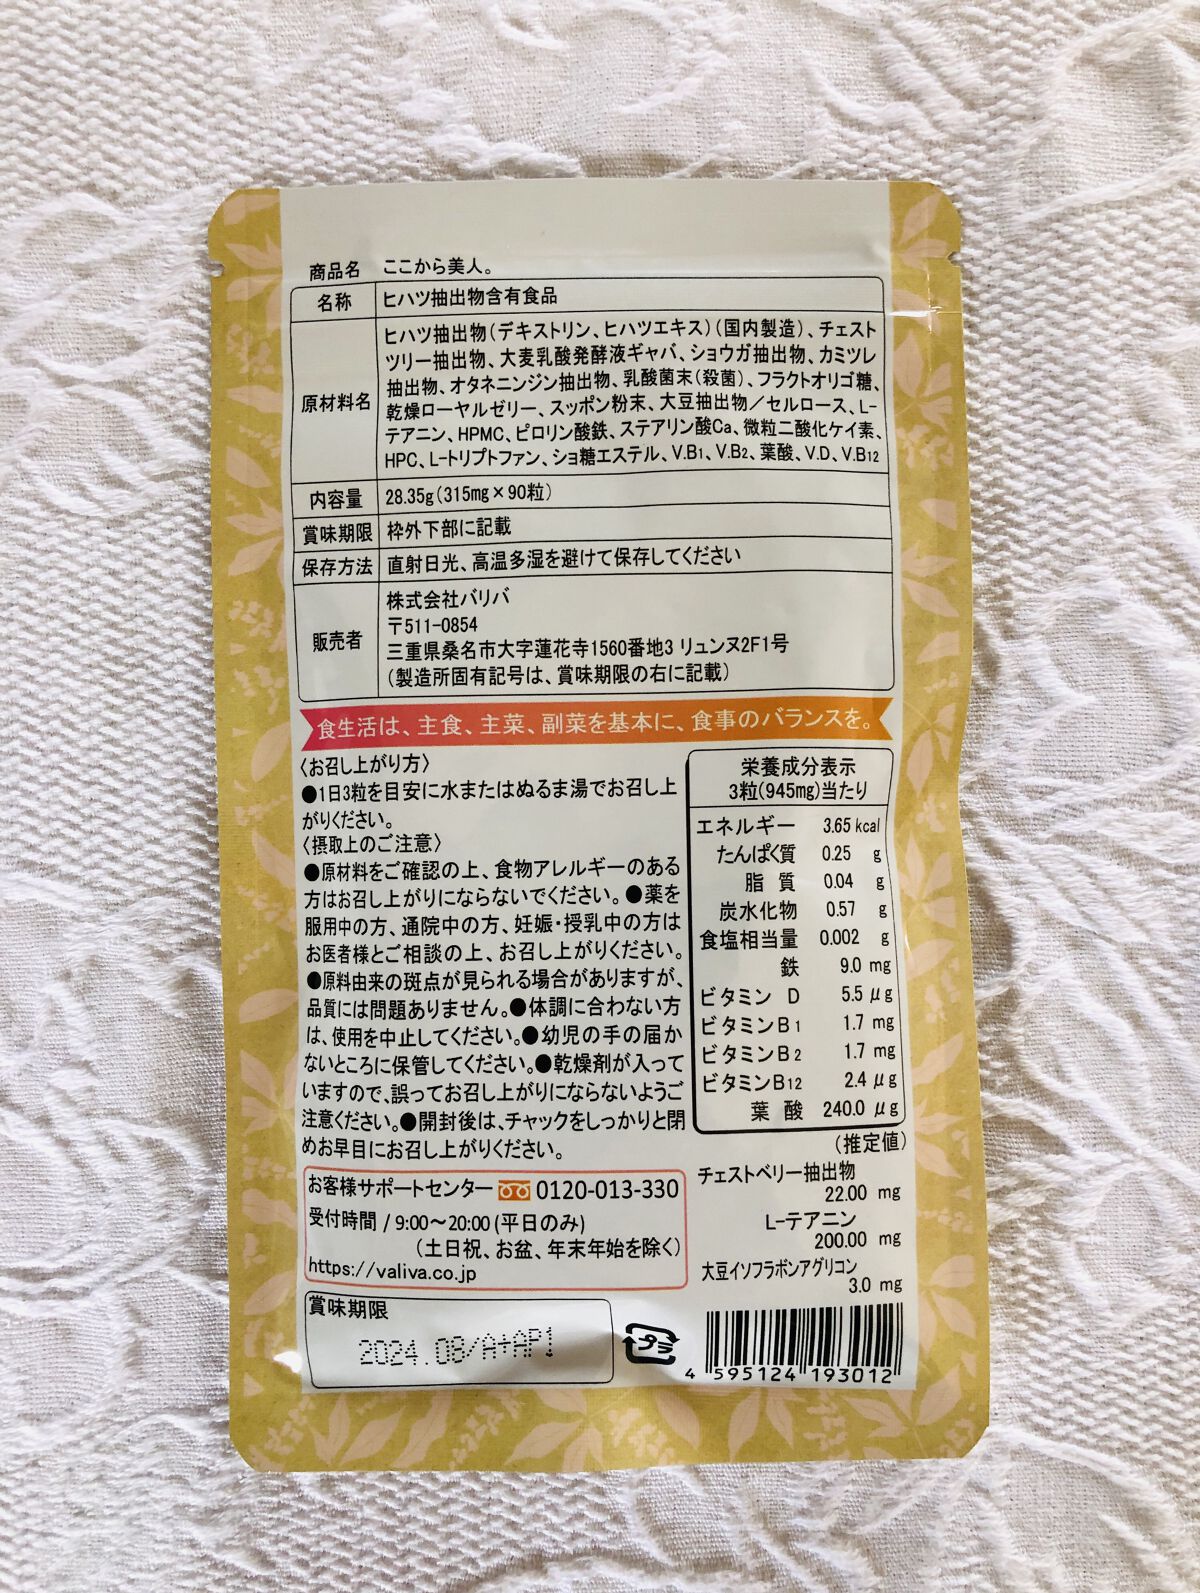 商品名 ここから美人。
名称 ヒハツ抽出物含有食品
原材料名 ヒハツ抽出物(デキストリン、ヒハツエキス)(国内製造)、チェスト
ツリー抽出物、大麦乳酸発酵液ギャバ、ショウガ抽出物、カミツレ
抽出物、オタネニンジン抽出物、乳酸菌末(殺菌)、フラクトオリゴ糖、
乾燥ローヤルゼリー、スッポン粉末、大豆抽出物／セルロース、L-
テアニン、HPMC、ピロリン酸鉄、ステアリン酸Ca、微粒二酸化ケイ素、
HPC、L-トリプトファン、ショ糖エステル、V.B1、V.B2、葉酸、V.D、V.B12
内容量 28.35g(315mg×90粒)
賞味期限 枠外下部に記載
保存方法 直射日光、高温多湿を避けて保存してください
販売者 株式会社バリバ
〒511-0854
三重県桑名市大字蓮花寺1560番地3 リュンヌ2F1号
(製造所固有記号は、賞味期限の右に記載)
食生活は、主食、主菜、副菜を基本に、食事のバランスを。
〈お召し上がり方〉
●1日3粒を目安に水またはぬるま湯でお召し上
がりください。
〈摂取上のご注意〉
●原材料をご確認の上、食物アレルギーのある
方はお召し上がりにならないでください。●薬を
服用中の方、通院中の方、妊娠・授乳中の方は
お医者様とご相談の上、お召し上がりください。
●原料由来の斑点が見られる場合がありますが、
品質には問題ありません。●体調に合わない方
は、使用を中止してください。●幼児の手の届か
ないところに保管してください。●乾燥剤が入って
いますので、誤ってお召し上がりにならないようご
注意ください。●開封後は、チャックをしっかりと閉
めお早目にお召し上がりください。
栄養成分表示
3粒(945mg)当たり
エネルギー 3.65 kcal
たんぱく質 0.25 g
脂質 0.04 g
炭水化物 0.57 g
食塩相当量 0.002 g
鉄 9.0 mg
ビタミン D 5.5 μg
ビタミンB1 1.7 mg
ビタミンB2 1.7 mg
ビタミンB12 2.4 μg
葉酸 240.0 μg
(推定値)
チェストベリー抽出物
22.00 mg
L-テアニン
200.00 mg
大豆イソフラボンアグリコン
3.0 mg
お客様サポートセンター 0120-013-330
受付時間 / 9:00～20:00 (平日のみ)
(土日祝、お盆、年末年始を除く)
https://valiva.co.jp
賞味期限
2024.08/A+AP1
プラ
4 595124 193012